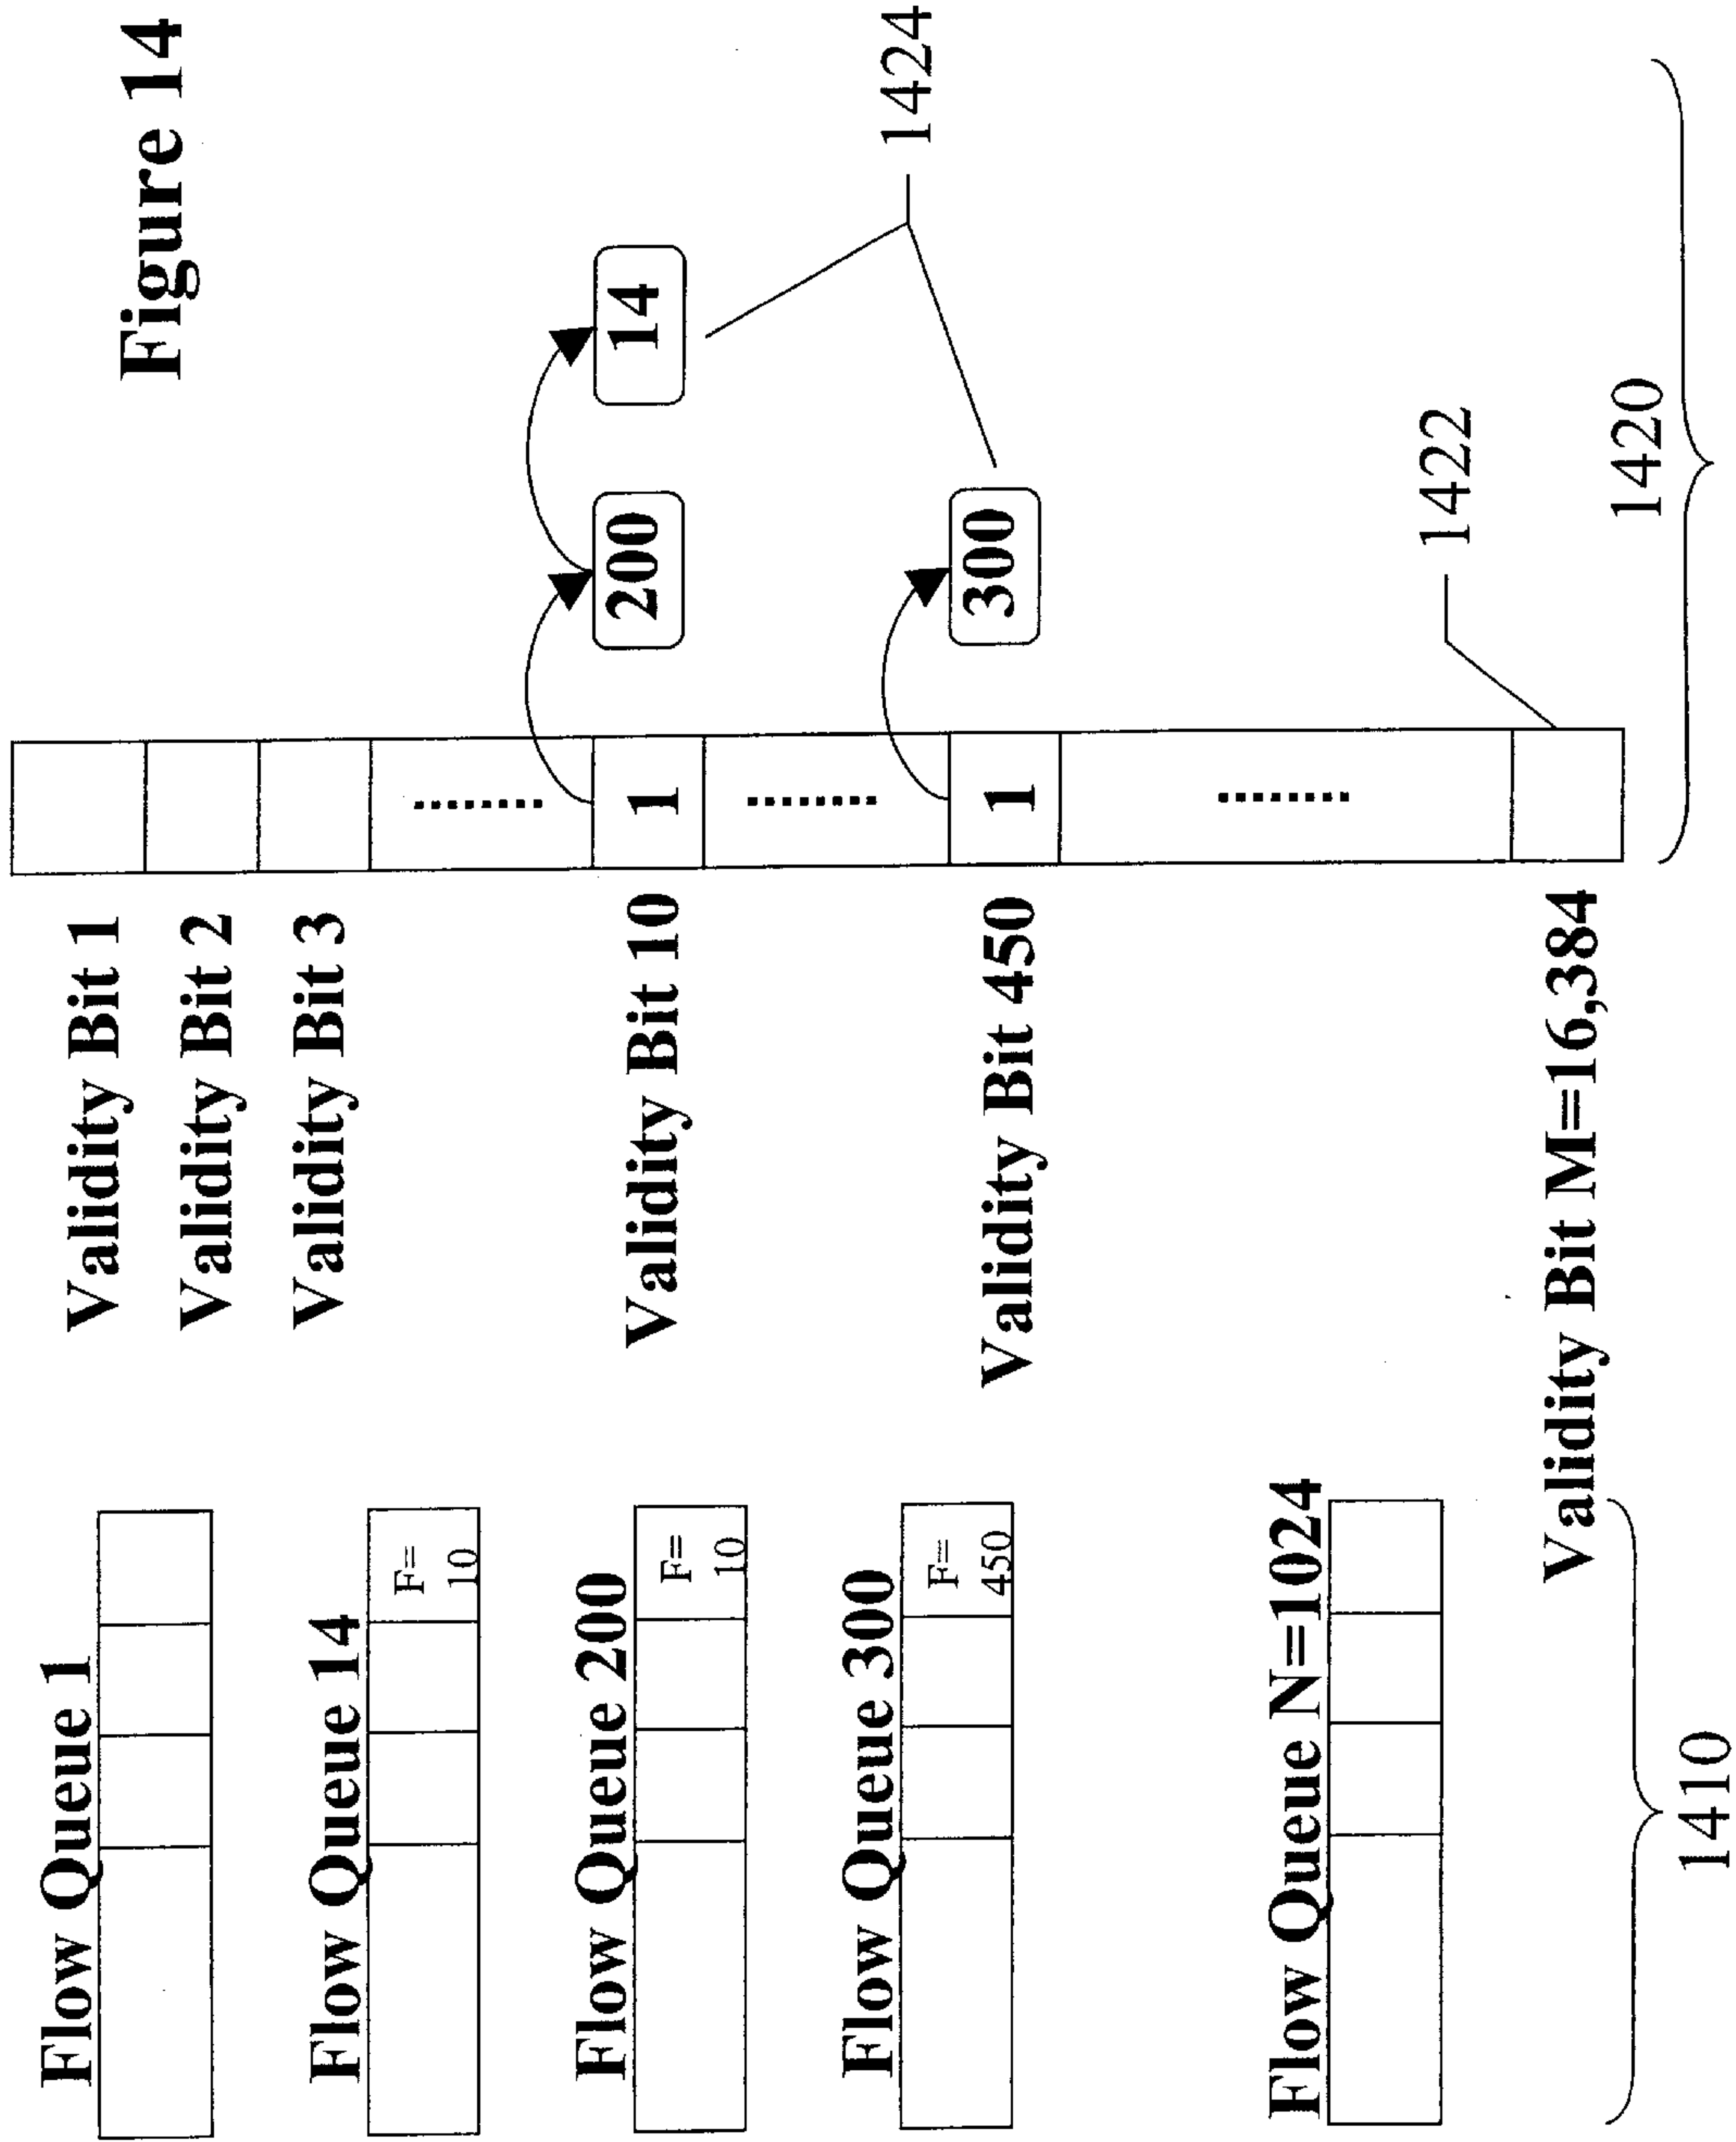 Figure 14
Flow Queue 1
Flow Queue 14
F=
10
Flow Queue 200
F=
10
Flow Queue 300
F=
450
Flow Queue N=1024
1410
Validity Bit 1
Validity Bit 2
Validity Bit 3
........
Validity Bit 10
1
200
14
........
Validity Bit 450
1
300
........
Validity Bit M=16,384
1424
1422
1420